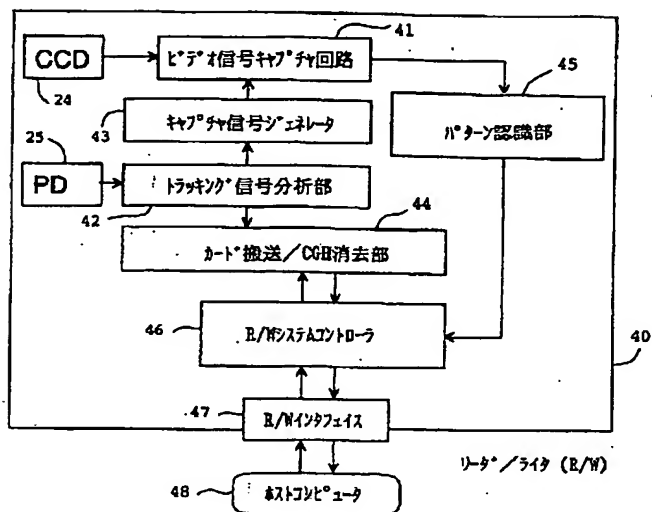 41
CCD
ビデオ信号キャプチャ回路
45
24
43
キャプチャ信号ジェネレータ
パターン認識部
25
PD
トラッキング信号分析部
42
44
カード搬送/CGH消去部
46
R/Wシステムコントローラ
40
47
R/Wインタフェイス
リーダ/ライタ (R/W)
48
ホストコンピュータ